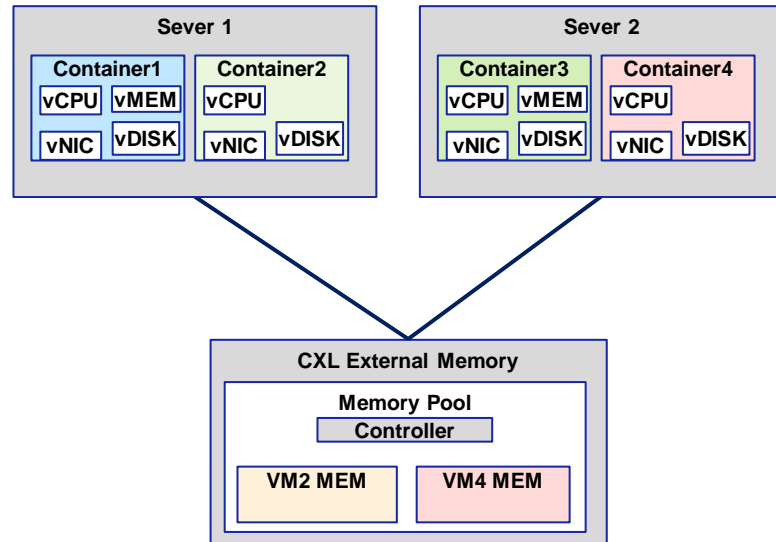 Sever 1
Container1
vCPU
vMEM
vNIC
vDISK
Container2
vCPU
vNIC
vDISK
Sever 2
Container3
vCPU
vMEM
vNIC
vDISK
Container4
vCPU
vNIC
vDISK
CXL External Memory
Memory Pool
Controller
VM2 MEM
VM4 MEM